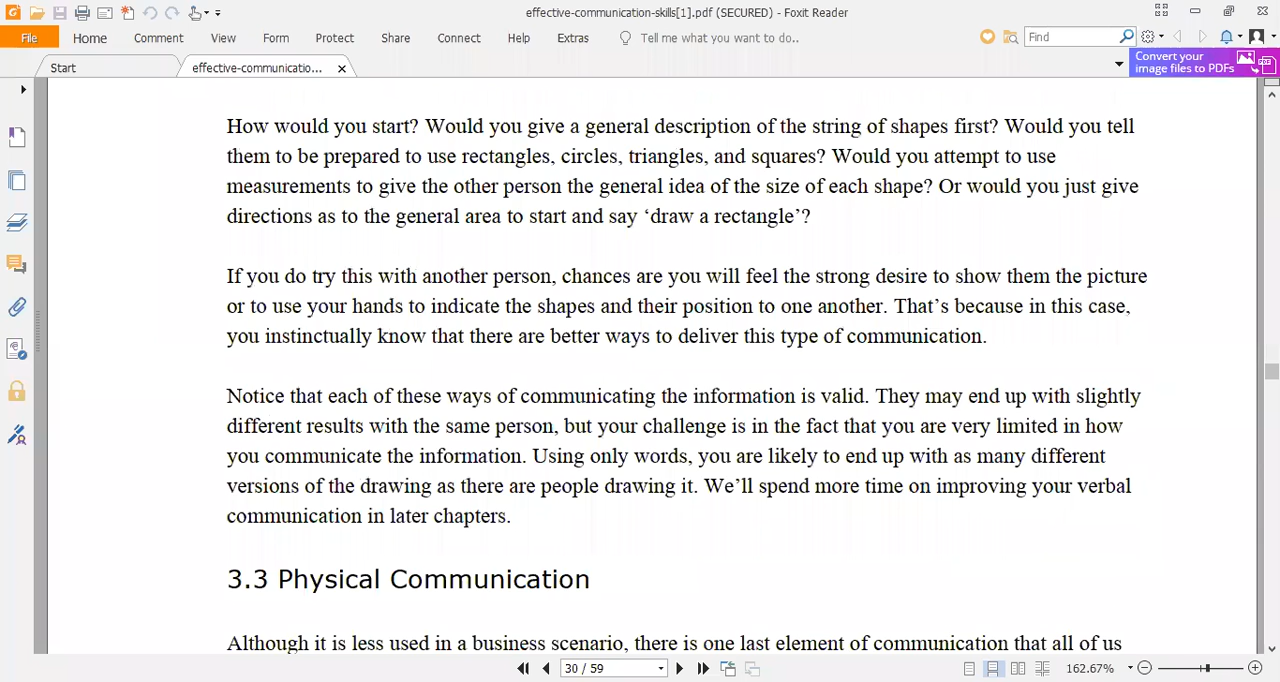 effective-communication-skills[1].pdf (SECURED) - Foxit Reader
File Home Comment View Form Protect Share Connect Help Extras Tell me what you want to do.. Find
Start effective-communicatio... Convert your
image files to PDFs
How would you start? Would you give a general description of the string of shapes first? Would you tell
them to be prepared to use rectangles, circles, triangles, and squares? Would you attempt to use
measurements to give the other person the general idea of the size of each shape? Or would you just give
directions as to the general area to start and say ‘draw a rectangle’?
If you do try this with another person, chances are you will feel the strong desire to show them the picture
or to use your hands to indicate the shapes and their position to one another. That’s because in this case,
you instinctually know that there are better ways to deliver this type of communication.
Notice that each of these ways of communicating the information is valid. They may end up with slightly
different results with the same person, but your challenge is in the fact that you are very limited in how
you communicate the information. Using only words, you are likely to end up with as many different
versions of the drawing as there are people drawing it. We’ll spend more time on improving your verbal
communication in later chapters.
3.3 Physical Communication
Although it is less used in a business scenario, there is one last element of communication that all of us
30 / 59 162.67%